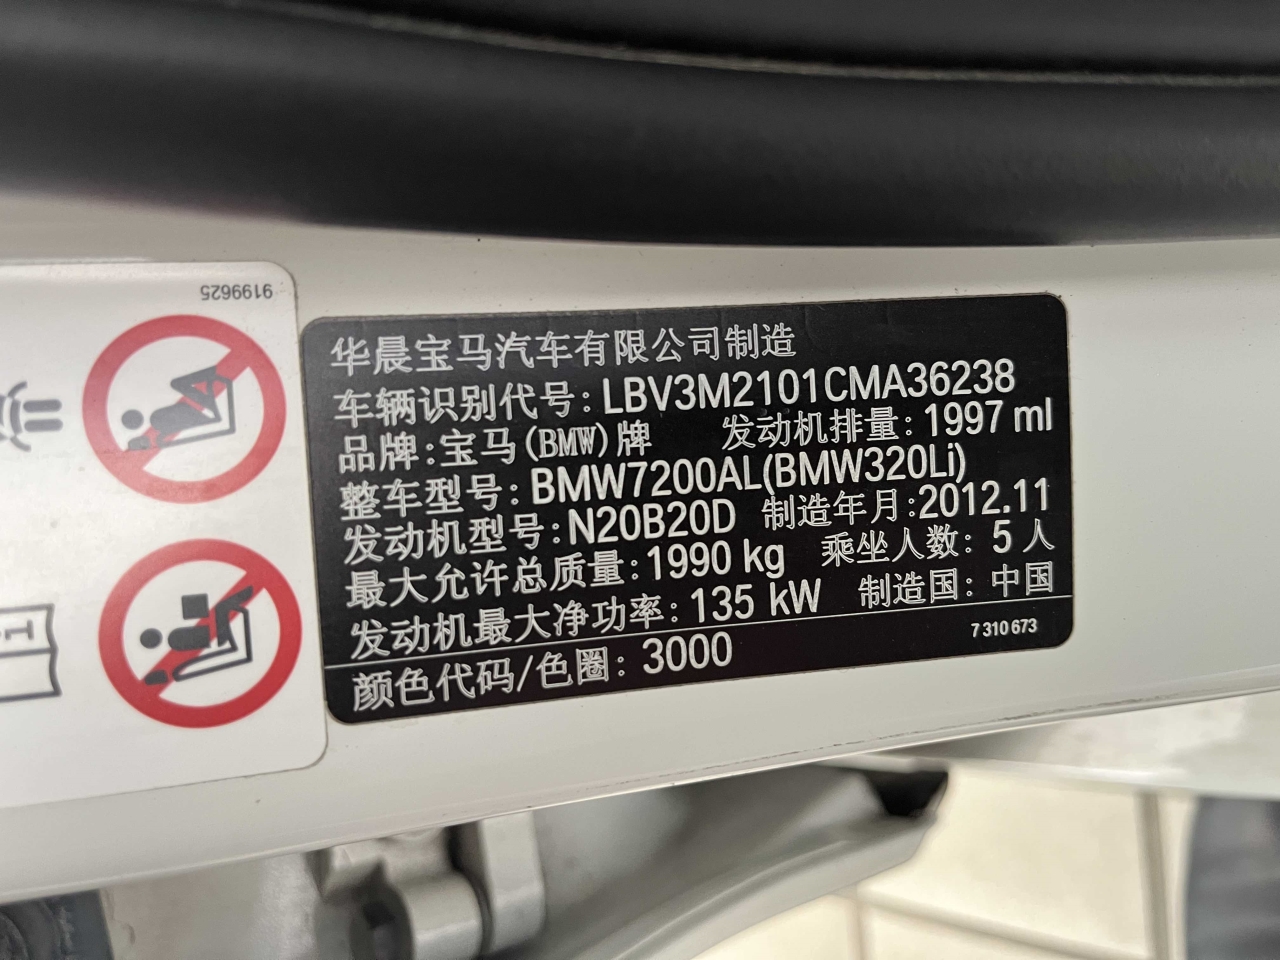 9199625
华晨宝马汽车有限公司制造
车辆识别代号: LBV3M2101CMA36238
品牌:宝马(BMW)牌 发动机排量: 1997 ml
整车型号: BMW7200AL(BMW320Li)
发动机型号: N20B20D 制造年月:2012.11
最大允许总质量:1990 kg 乘坐人数: 5 人
发动机最大净功率: 135 kW 制造国: 中国
颜色代码/色圈: 3000 7 310 673
i